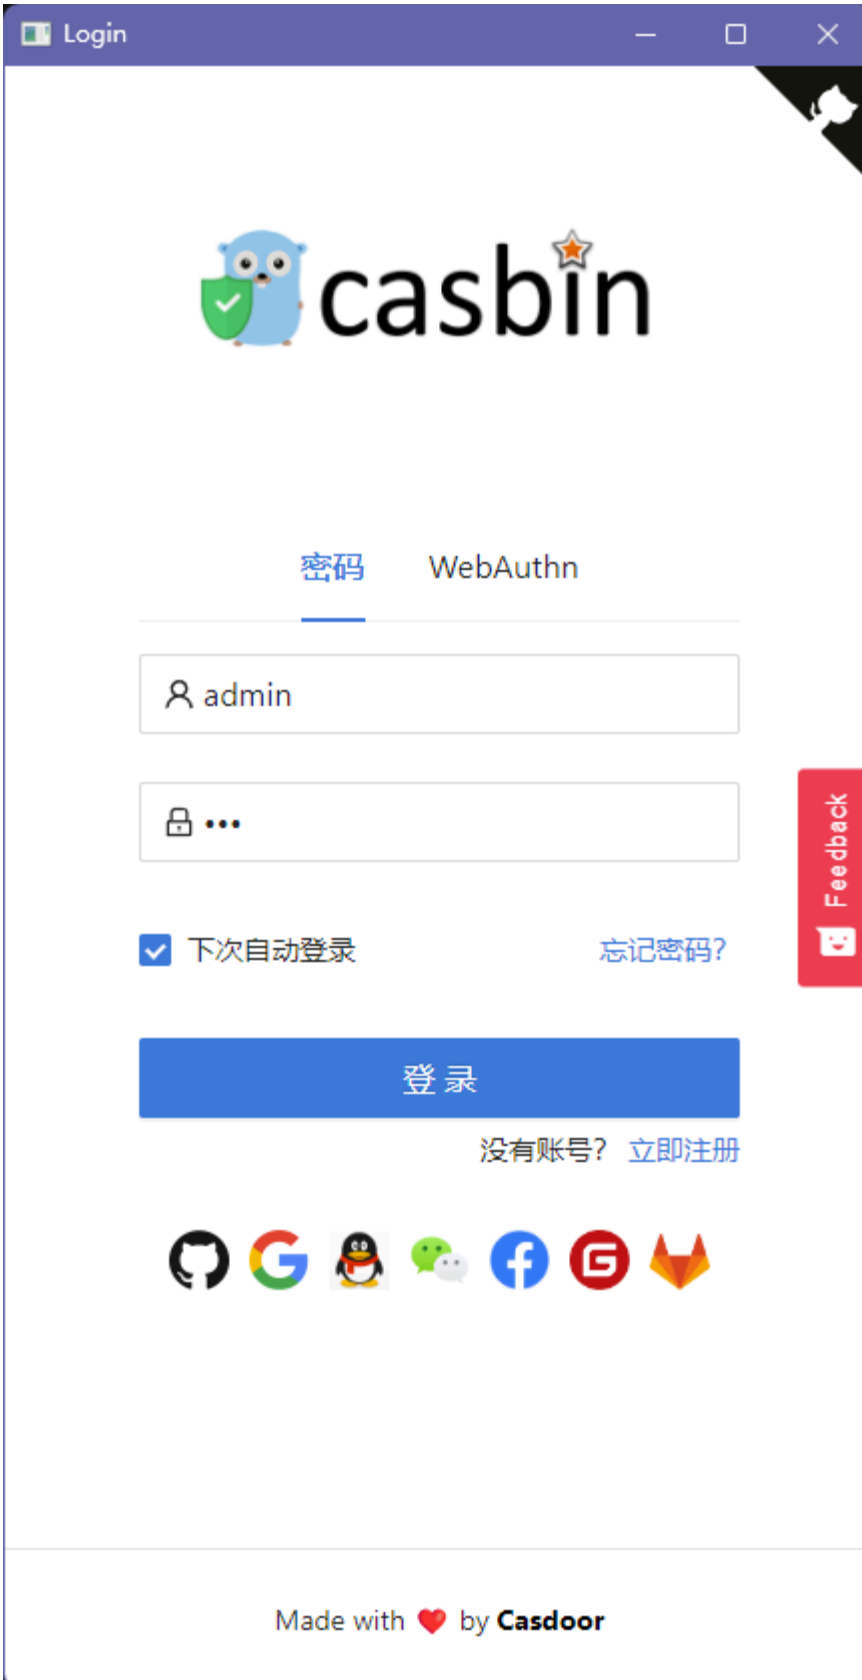 Login
casbin
密码 WebAuthn
admin
•••
下次自动登录 忘记密码?
Feedback
登 录
没有账号? 立即注册
Made with ❤ by Casdoor